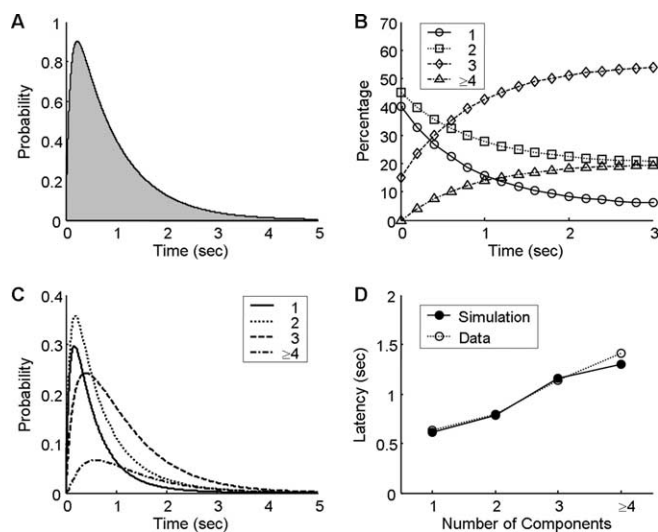 A
Probability
1
0.8
0.6
0.4
0.2
0
0 1 2 3 4 5
Time (sec)
B
Percentage
70
60
50
40
30
20
10
0
0 1 2 3
Time (sec)
1
2
3
≥4
C
Probability
0.4
0.3
0.2
0.1
0
0 1 2 3 4 5
Time (sec)
1
2
3
≥4
D
Latency (sec)
2
1.5
1
0.5
0
1 2 3 ≥4
Number of Components
Simulation
Data